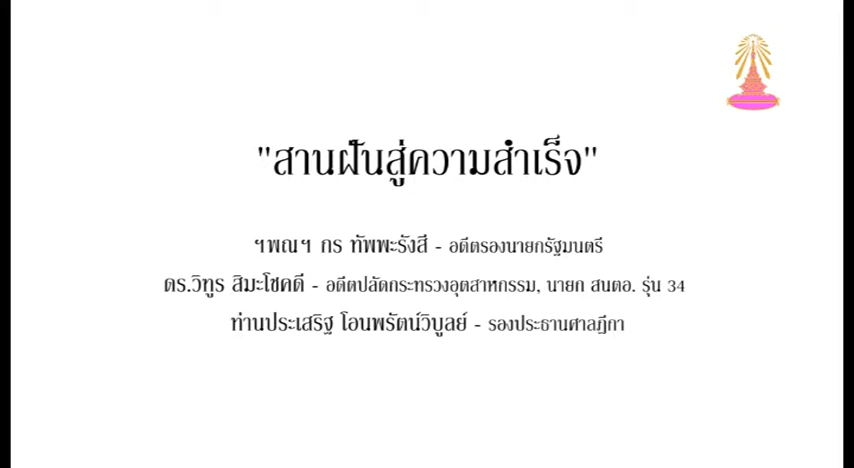 "สานฝันสู่ความสำเร็จ"
ฯพณฯ กร ทัพพะรังสี - อดีตรองนายกรัฐมนตรี
ดร.วิฑูร สิมะโชคดี - อดีตปลัดกระทรวงอุตสาหกรรม, นายก สนตอ. รุ่น 34
ท่านประเสริฐ โอนพรัตน์วิบูลย์ - รองประธานศาลฎีกา